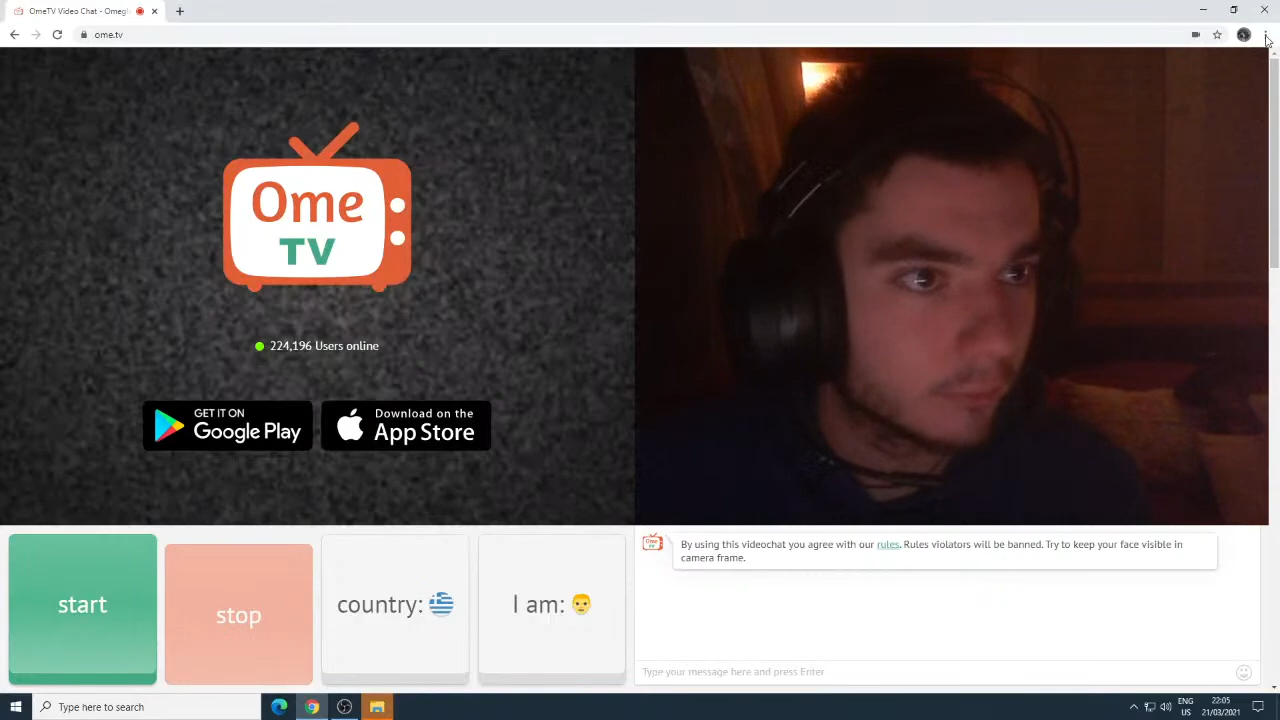 OmeTV Video Chat - Omegl
ome.tv
Ome
TV
224,196 Users online
GET IT ON
Google Play
Download on the
App Store
By using this videochat you agree with our rules. Rules violators will be banned. Try to keep your face visible in
camera frame.
start
stop
country:
I am:
Type your message here and press Enter
Type here to search
ENG
US
22:05
21/03/2021